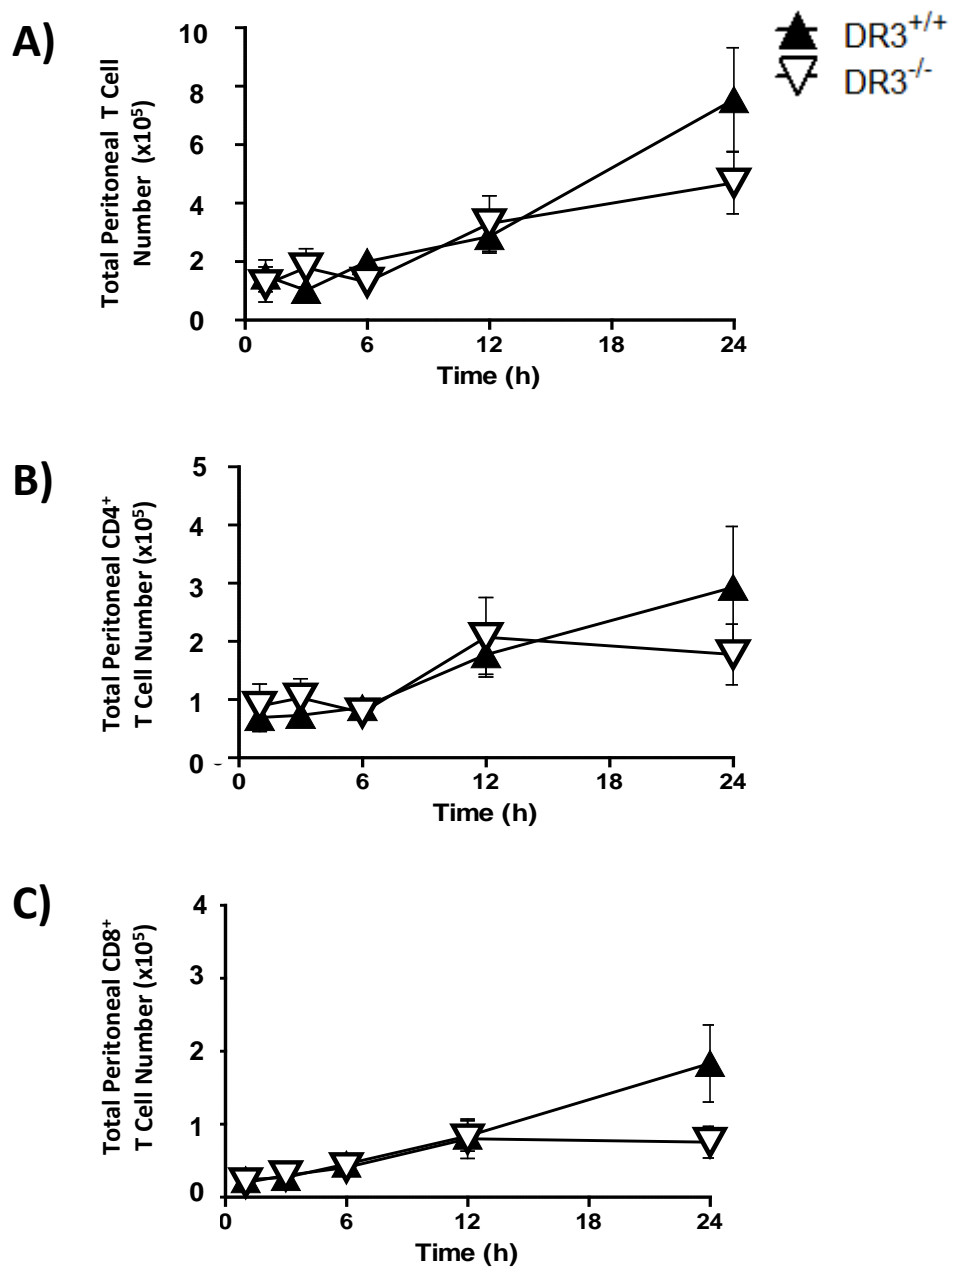 A)
DR3+/+
DR3-/-
Total Peritoneal T Cell
Number (x10⁵)
10
8
6
4
2
0
0 6 12 18 24
Time (h)
B)
Total Peritoneal CD4⁺
T Cell Number (x10⁵)
5
4
3
2
1
0
0 6 12 18 24
Time (h)
C)
Total Peritoneal CD8⁺
T Cell Number (x10⁵)
4
3
2
1
0
0 6 12 18 24
Time (h)